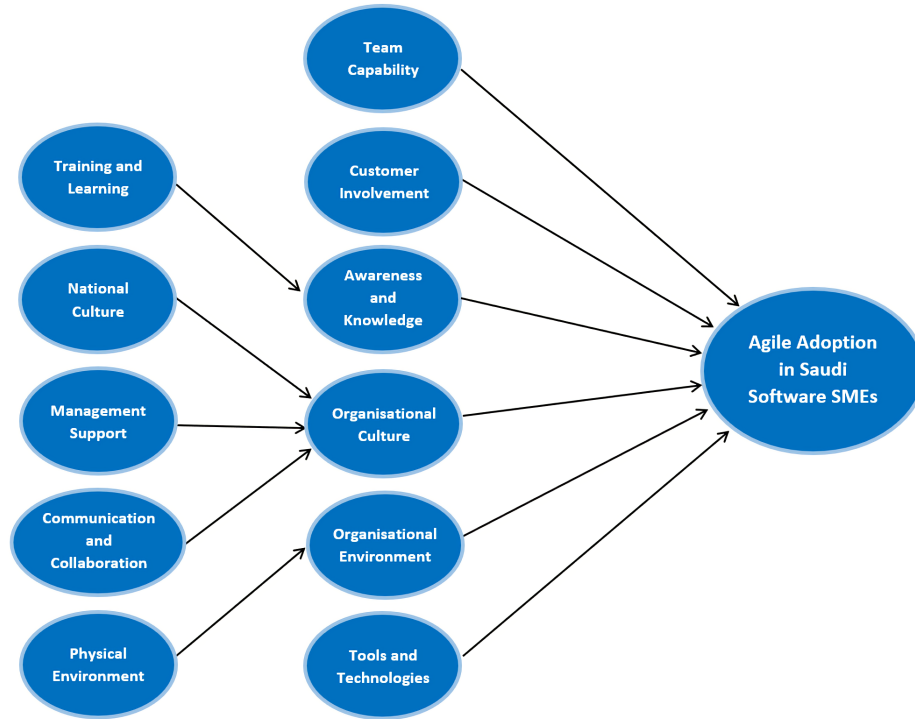 Team
Capability
Training and
Learning
Customer
Involvement
National
Culture
Awareness
and
Knowledge
Management
Support
Organisational
Culture
Agile Adoption
in Saudi
Software SMEs
Communication
and
Collaboration
Organisational
Environment
Physical
Environment
Tools and
Technologies